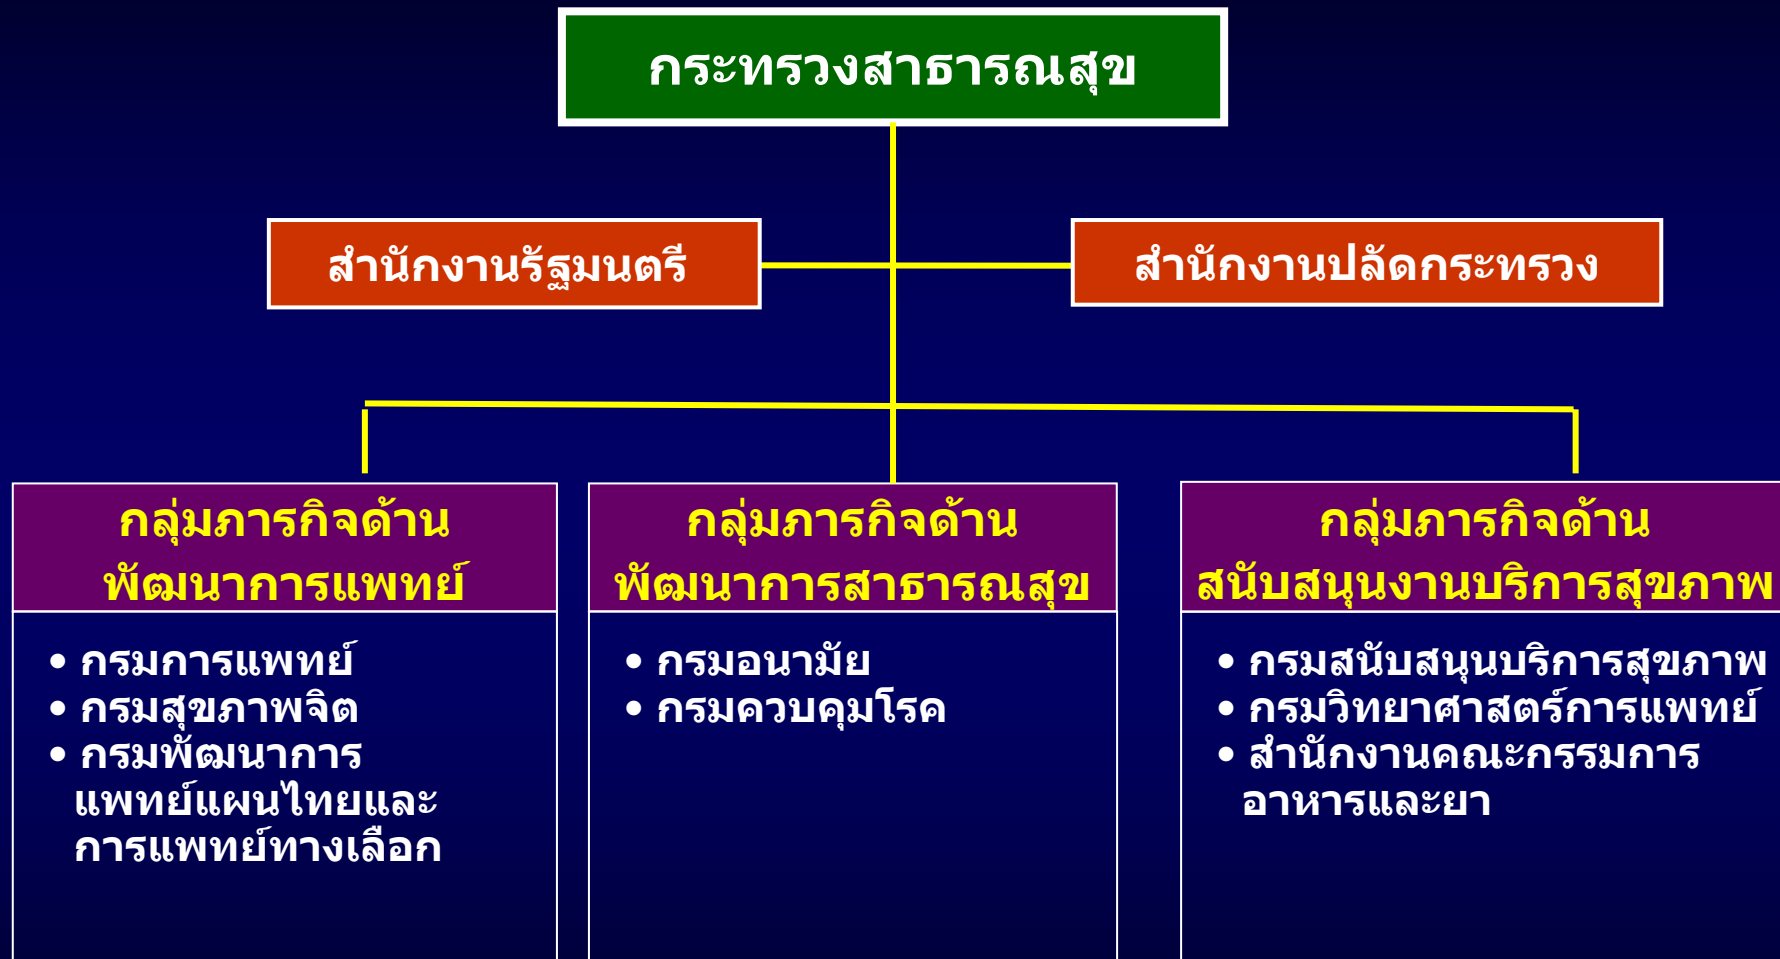 กระทรวงสาธารณสุข
สำนักงานรัฐมนตรี
สำนักงานปลัดกระทรวง
กลุ่มภารกิจด้าน
พัฒนาการแพทย์
• กรมการแพทย์
• กรมสุขภาพจิต
• กรมพัฒนาการ
แพทย์แผนไทยและ
การแพทย์ทางเลือก
กลุ่มภารกิจด้าน
พัฒนาการสาธารณสุข
• กรมอนามัย
• กรมควบคุมโรค
กลุ่มภารกิจด้าน
สนับสนุนงานบริการสุขภาพ
• กรมสนับสนุนบริการสุขภาพ
• กรมวิทยาศาสตร์การแพทย์
• สำนักงานคณะกรรมการ
อาหารและยา